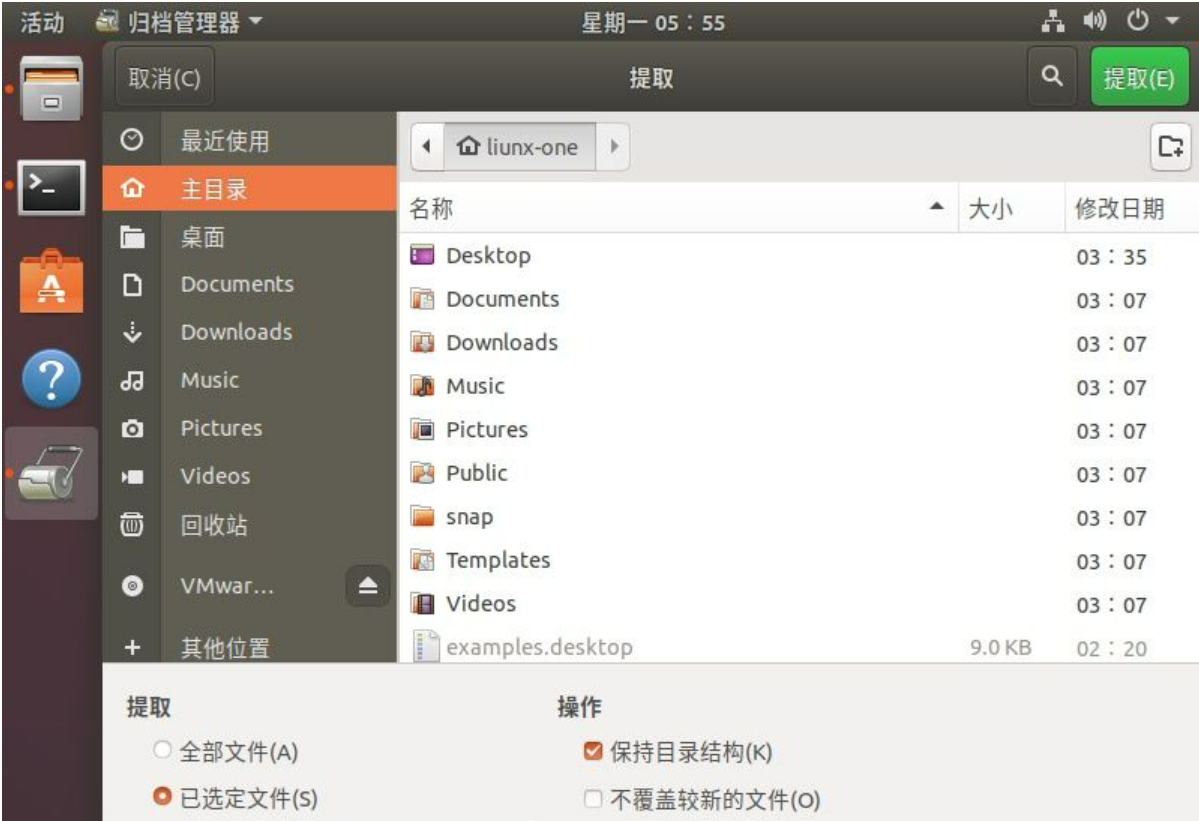 活动 归档管理器 星期一 05：55
取消(C) 提取 提取(E)
最近使用
主目录
桌面
Documents
Downloads
Music
Pictures
Videos
回收站
VMwar...
其他位置
liunx-one
名称 大小 修改日期
Desktop 03：35
Documents 03：07
Downloads 03：07
Music 03：07
Pictures 03：07
Public 03：07
snap 03：07
Templates 03：07
Videos 03：07
examples.desktop 9.0 KB 02：20
提取
全部文件(A)
已选定文件(S)
操作
保持目录结构(K)
不覆盖较新的文件(O)